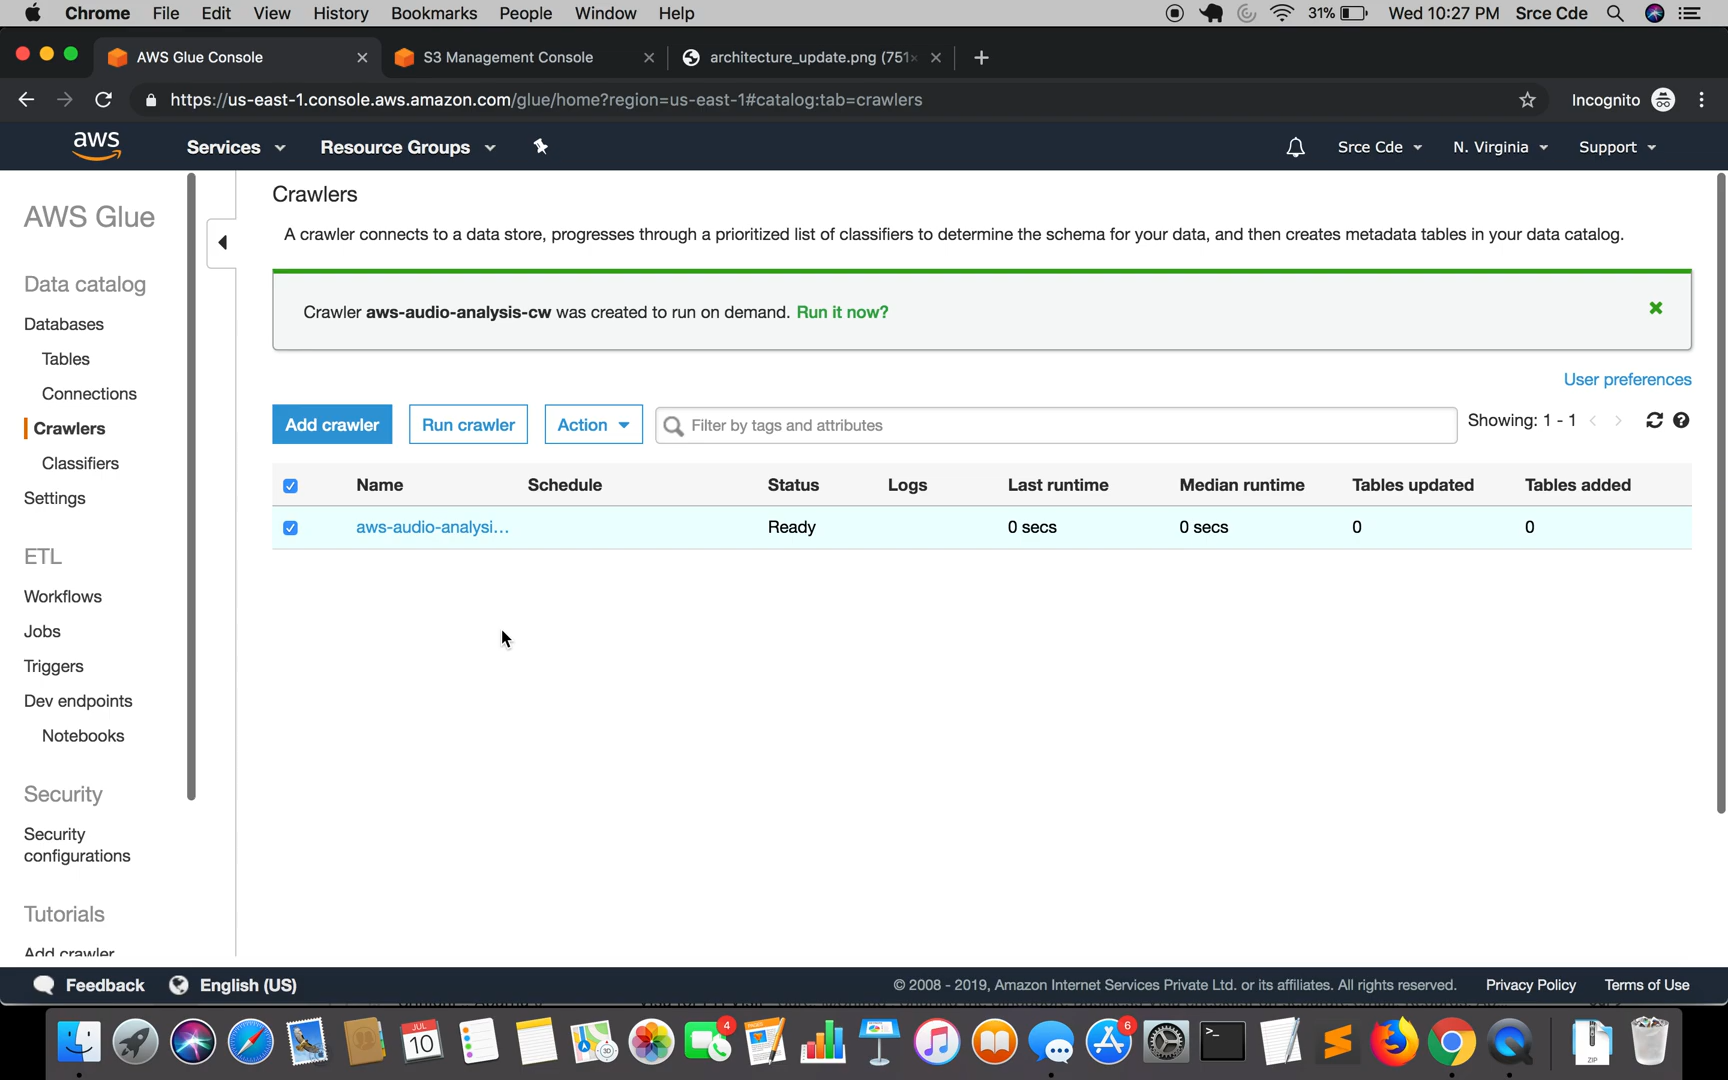 Chrome File Edit View History Bookmarks People Window Help 31% Wed 10:27 PM Srce Cde
AWS Glue Console S3 Management Console architecture_update.png (751×
https://us-east-1.console.aws.amazon.com/glue/home?region=us-east-1#catalog:tab=crawlers Incognito
aws Services Resource Groups Srce Cde N. Virginia Support
AWS Glue
Data catalog
Databases
Tables
Connections
Crawlers
Classifiers
Settings
ETL
Workflows
Jobs
Triggers
Dev endpoints
Notebooks
Security
Security
configurations
Tutorials
Add crawler
Crawlers
A crawler connects to a data store, progresses through a prioritized list of classifiers to determine the schema for your data, and then creates metadata tables in your data catalog.
Crawler aws-audio-analysis-cw was created to run on demand. Run it now?
User preferences
Add crawler Run crawler Action Filter by tags and attributes Showing: 1 - 1
Name Schedule Status Logs Last runtime Median runtime Tables updated Tables added
aws-audio-analysi... Ready 0 secs 0 secs 0 0
Feedback English (US) © 2008 - 2019, Amazon Internet Services Private Ltd. or its affiliates. All rights reserved. Privacy Policy Terms of Use
JUL
10
4
6
ZIP